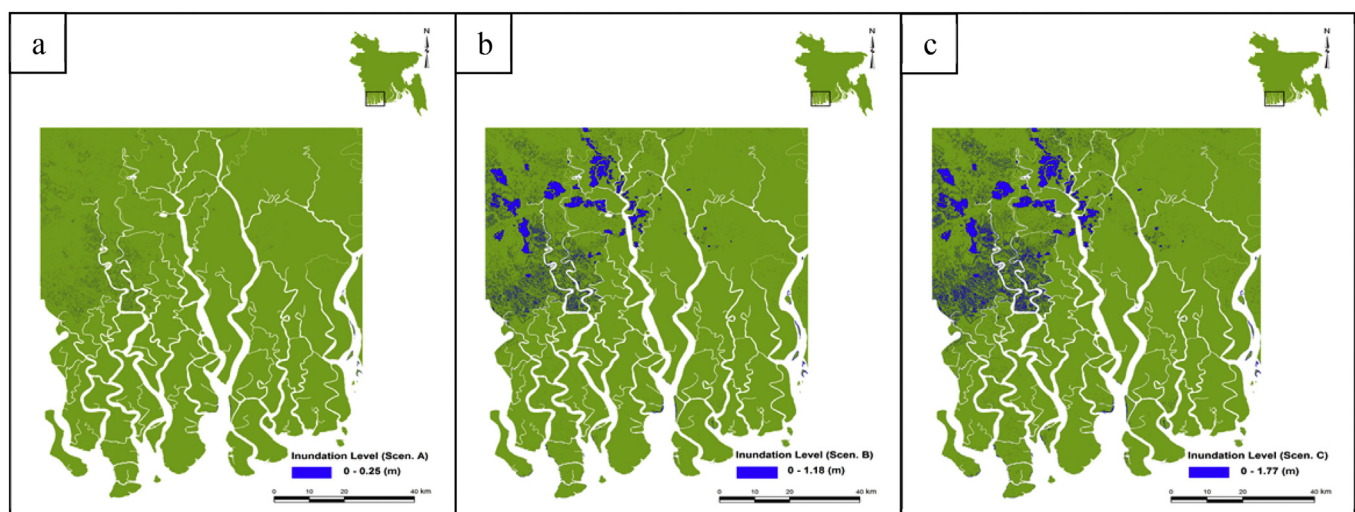 a
N
Inundation Level (Scen. A)
0 - 0.25 (m)
0 10 20 40 km
b
N
Inundation Level (Scen. B)
0 - 1.18 (m)
0 10 20 40 km
c
N
Inundation Level (Scen. C)
0 - 1.77 (m)
0 10 20 40 km